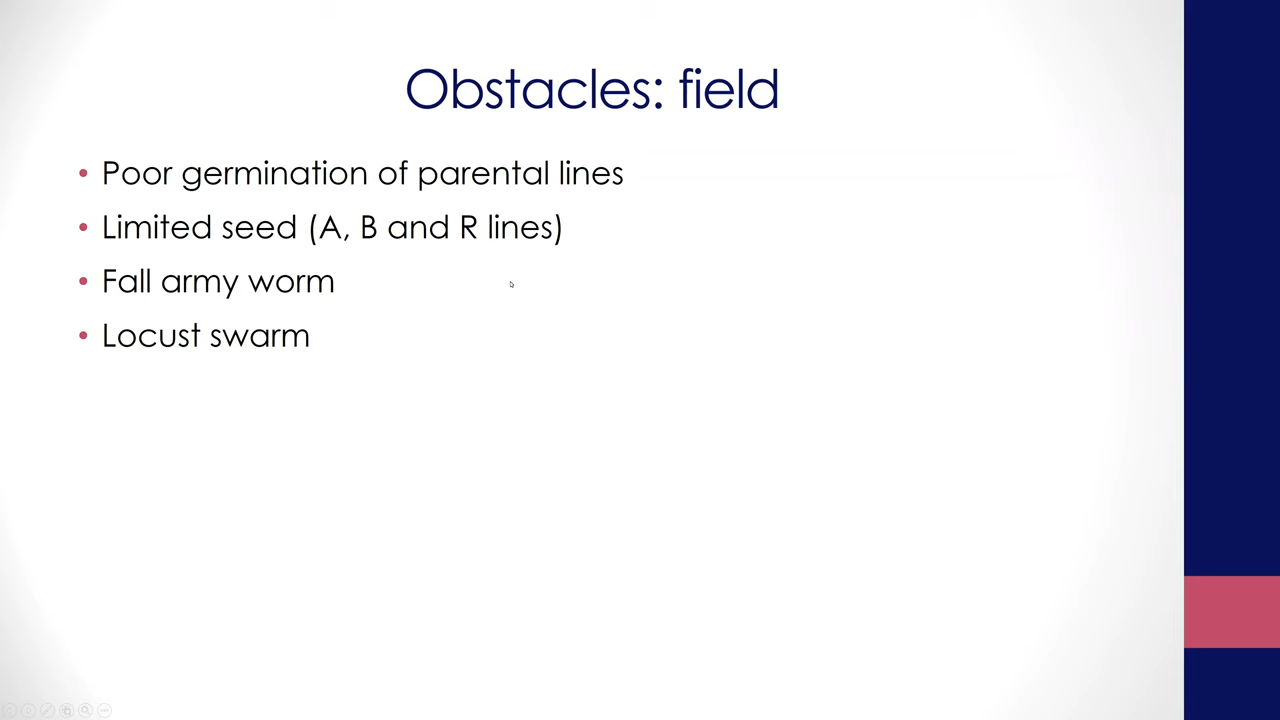 Obstacles: field
• Poor germination of parental lines
• Limited seed (A, B and R lines)
• Fall army worm
• Locust swarm